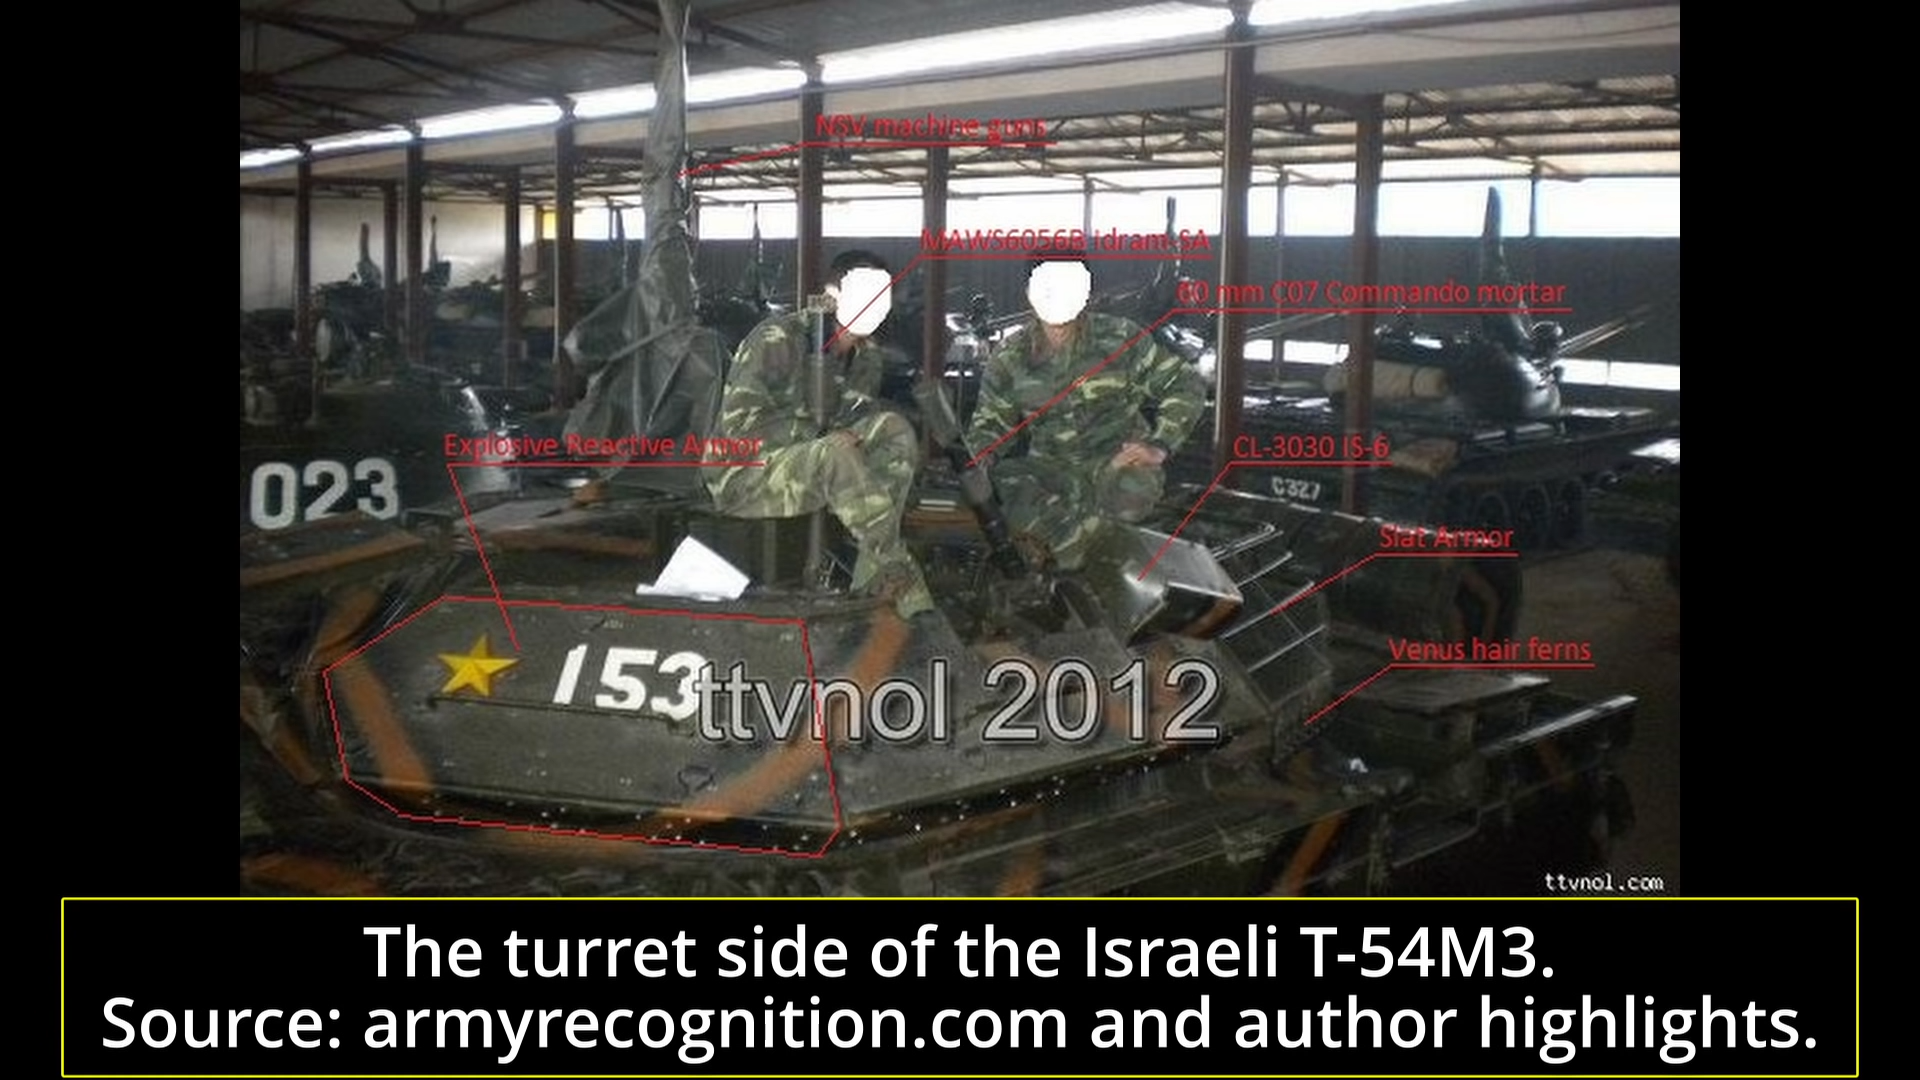 NSV machine guns
MAWS6056B Idram-SA
60 mm C07 Commando mortar
Explosive Reactive Armor
CL-3030 IS-6
023
C327
Slat Armor
Venus hair ferns
153
ttvnol 2012
ttvnol.com
The turret side of the Israeli T-54M3.
Source: armyrecognition.com and author highlights.